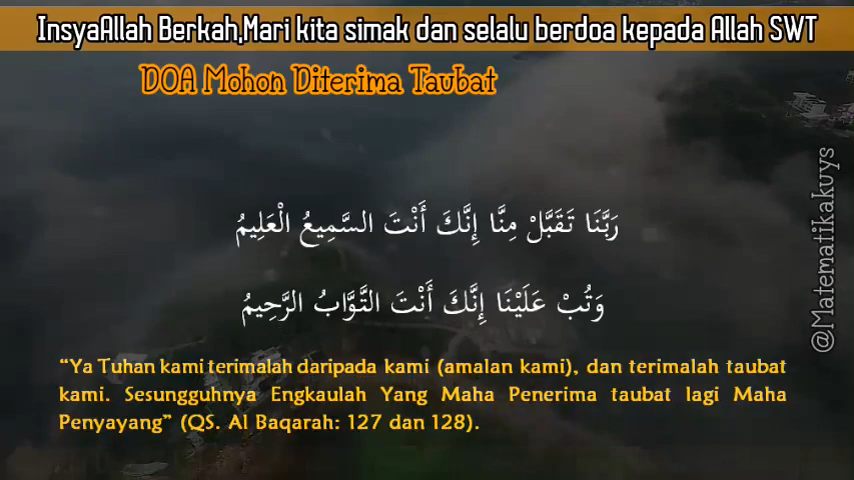 InsyaAllah Berkah,Mari kita simak dan selalu berdoa kepada Allah SWT
DOA Mohon Diterima Taubat
رَبَّنَا تَقَبَّلْ مِنَّا إِنَّكَ أَنْتَ السَّمِيعُ الْعَلِيمُ
وَتُبْ عَلَيْنَا إِنَّكَ أَنْتَ التَّوَّابُ الرَّحِيمُ
“Ya Tuhan kami terimalah daripada kami (amalan kami), dan terimalah taubat
kami. Sesungguhnya Engkaulah Yang Maha Penerima taubat lagi Maha
Penyayang” (QS. Al Baqarah: 127 dan 128).
@Matematikakuys